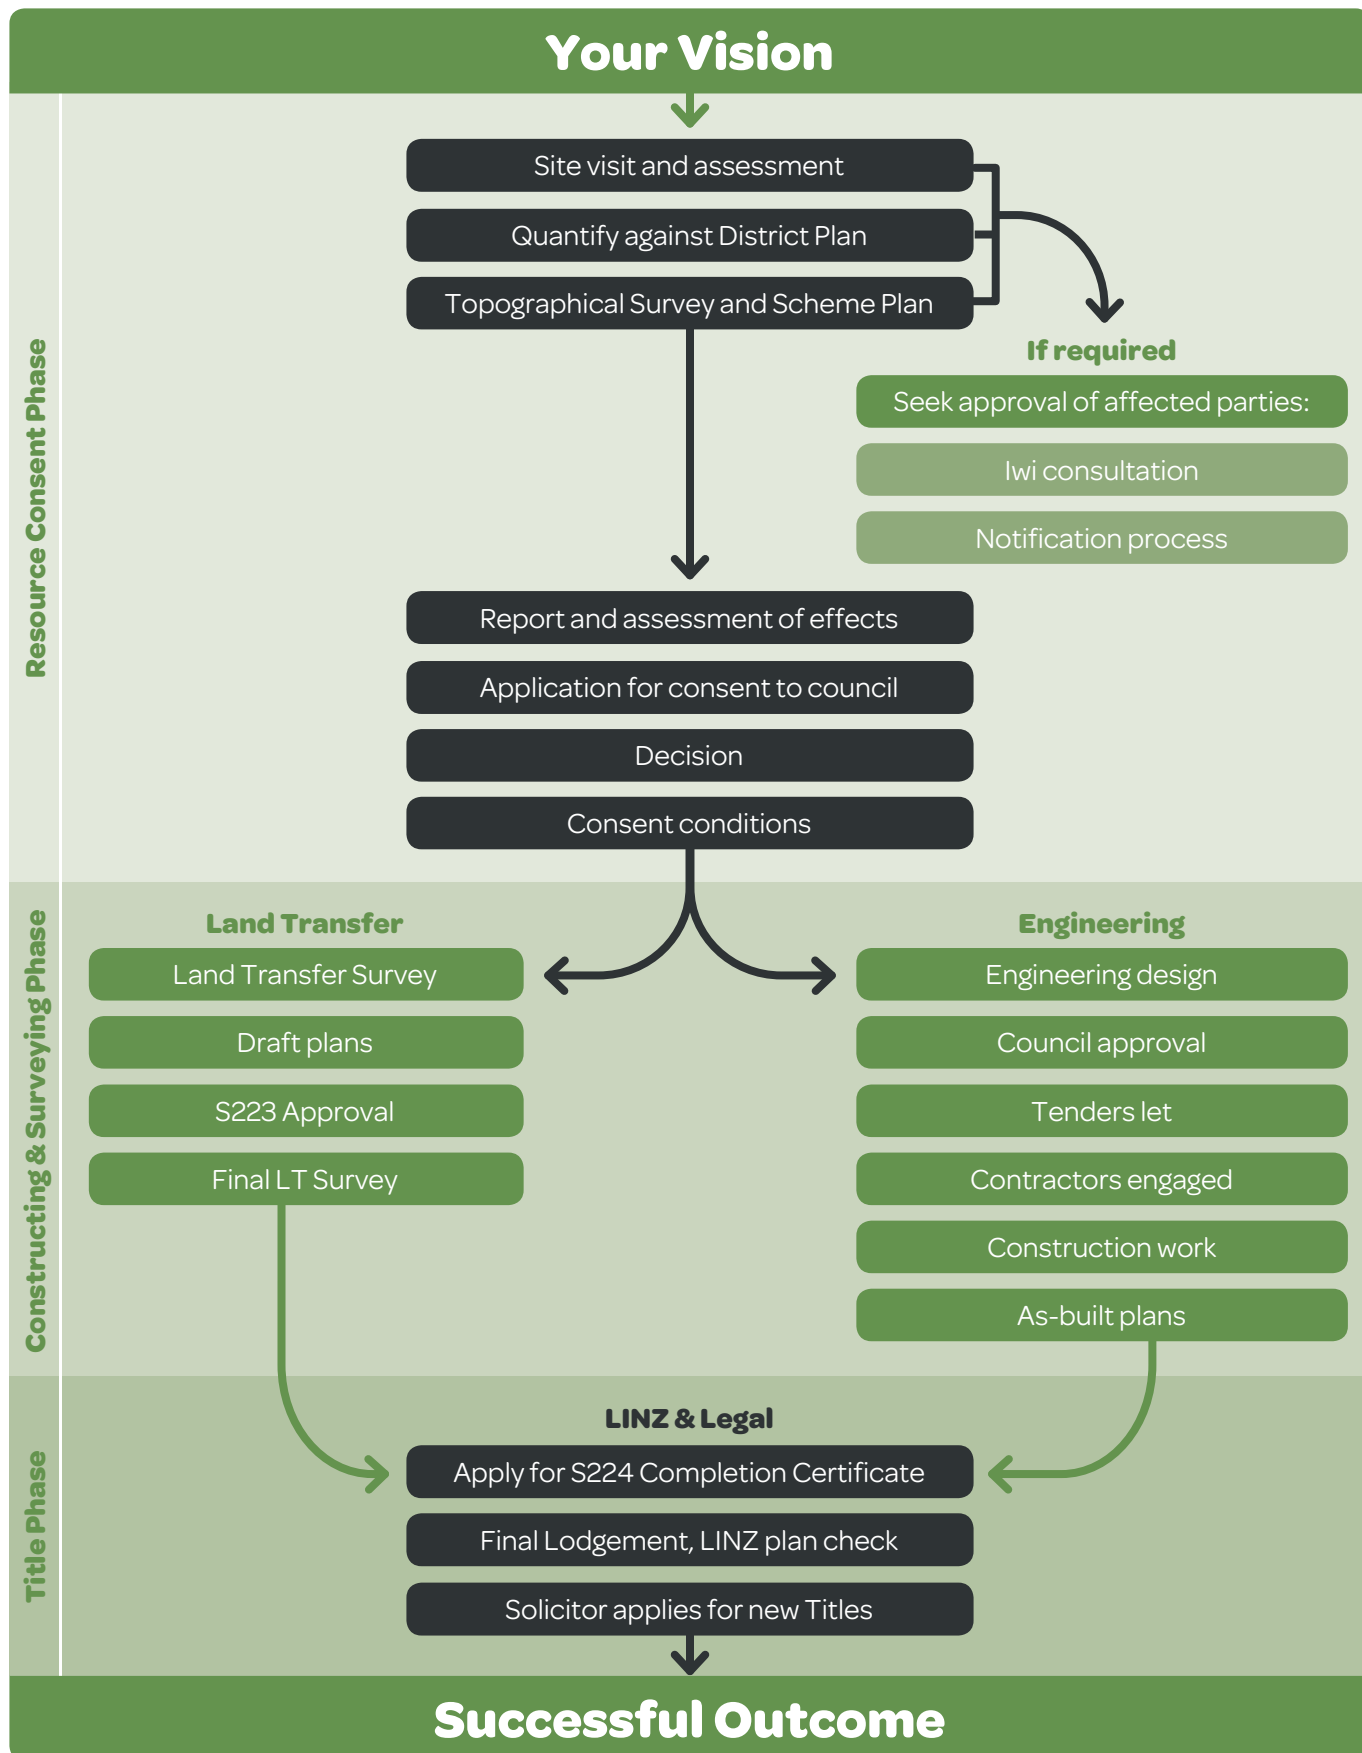 Your Vision
Resource Consent Phase
Site visit and assessment
Quantify against District Plan
Topographical Survey and Scheme Plan
If required
Seek approval of affected parties:
Iwi consultation
Notification process
Report and assessment of effects
Application for consent to council
Decision
Consent conditions
Constructing & Surveying Phase
Land Transfer
Land Transfer Survey
Draft plans
S223 Approval
Final LT Survey
Engineering
Engineering design
Council approval
Tenders let
Contractors engaged
Construction work
As-built plans
Title Phase
LINZ & Legal
Apply for S224 Completion Certificate
Final Lodgement, LINZ plan check
Solicitor applies for new Titles
Successful Outcome